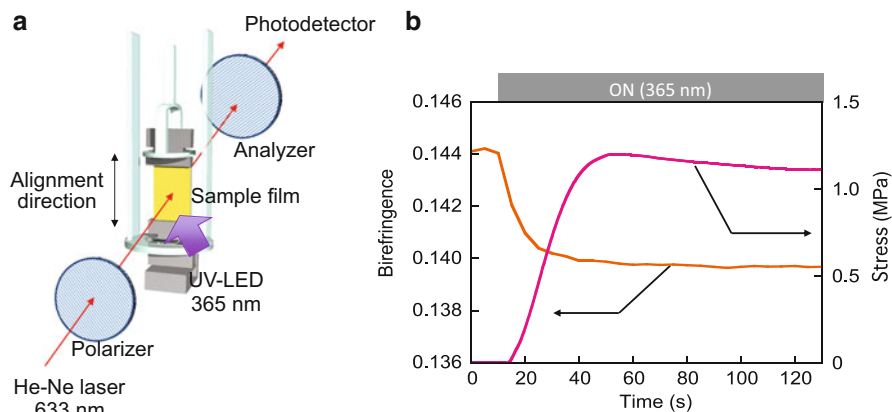 a
Photodetector
Analyzer
Alignment
direction
Sample film
UV-LED
365 nm
Polarizer
He-Ne laser
633 nm
b
ON (365 nm)
0.146
0.144
0.142
0.140
0.138
0.136
Birefringence
1.5
1.0
0.5
0
Stress (MPa)
0 20 40 60 80 100 120
Time (s)